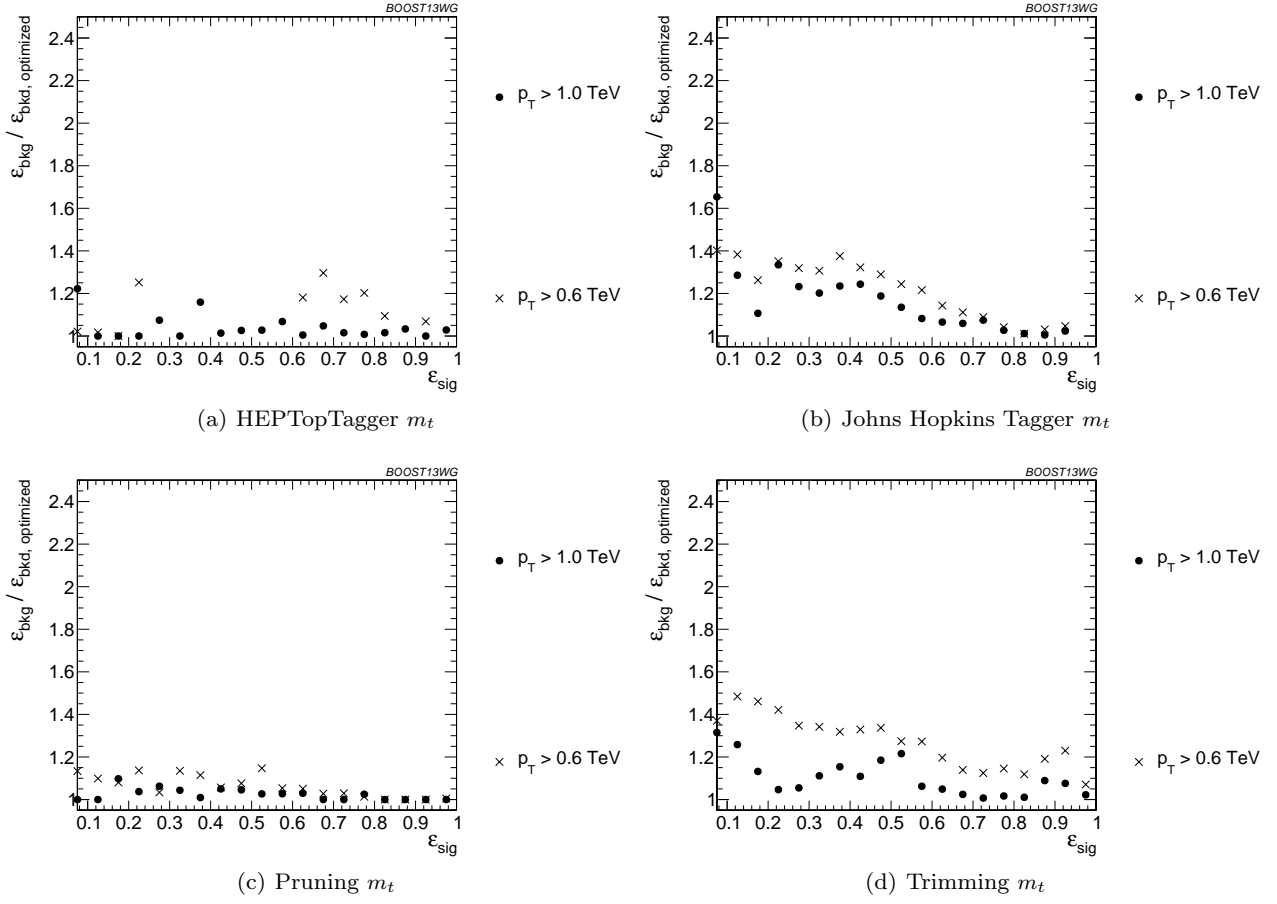 BOOST13WG
ε_bkg / ε_bkd, optimized
2.4
2.2
2
1.8
1.6
1.4
1.2
1
0.1 0.2 0.3 0.4 0.5 0.6 0.7 0.8 0.9 1
ε_sig
p_T > 1.0 TeV
p_T > 0.6 TeV
(a) HEPTopTagger m_t
BOOST13WG
ε_bkg / ε_bkd, optimized
2.4
2.2
2
1.8
1.6
1.4
1.2
1
0.1 0.2 0.3 0.4 0.5 0.6 0.7 0.8 0.9 1
ε_sig
p_T > 1.0 TeV
p_T > 0.6 TeV
(b) Johns Hopkins Tagger m_t
BOOST13WG
ε_bkg / ε_bkd, optimized
2.4
2.2
2
1.8
1.6
1.4
1.2
1
0.1 0.2 0.3 0.4 0.5 0.6 0.7 0.8 0.9 1
ε_sig
p_T > 1.0 TeV
p_T > 0.6 TeV
(c) Pruning m_t
BOOST13WG
ε_bkg / ε_bkd, optimized
2.4
2.2
2
1.8
1.6
1.4
1.2
1
0.1 0.2 0.3 0.4 0.5 0.6 0.7 0.8 0.9 1
ε_sig
p_T > 1.0 TeV
p_T > 0.6 TeV
(d) Trimming m_t